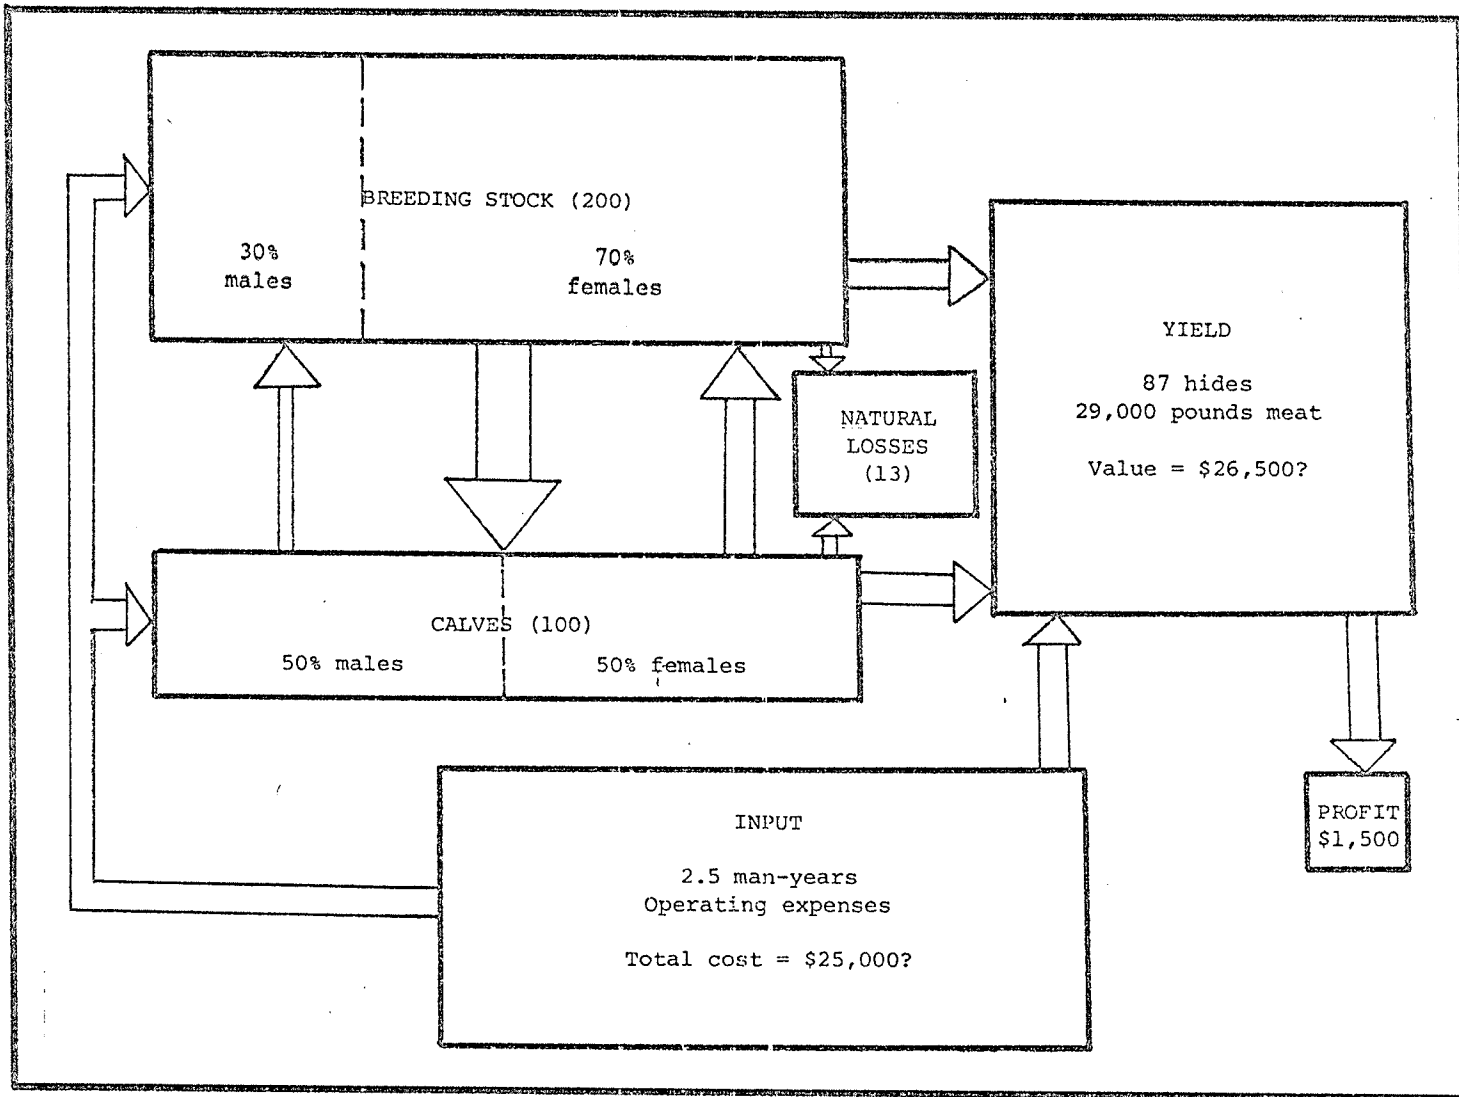 BREEDING STOCK (200)
30%
males
70%
females
YIELD
87 hides
29,000 pounds meat
Value = $26,500?
NATURAL
LOSSES
(13)
CALVES (100)
50% males
50% females
INPUT
2.5 man-years
Operating expenses
Total cost = $25,000?
PROFIT
$1,500